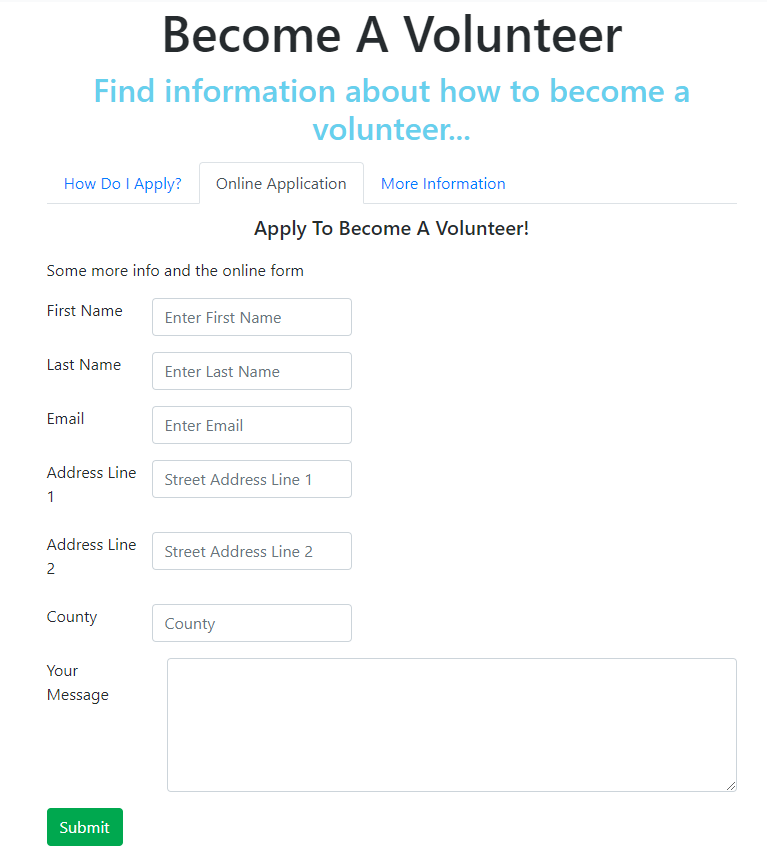 Become A Volunteer
Find information about how to become a
volunteer...
How Do I Apply? Online Application More Information
Apply To Become A Volunteer!
Some more info and the online form
First Name Enter First Name
Last Name Enter Last Name
Email Enter Email
Address Line Street Address Line 1
1
Address Line Street Address Line 2
2
County County
Your
Message
Submit